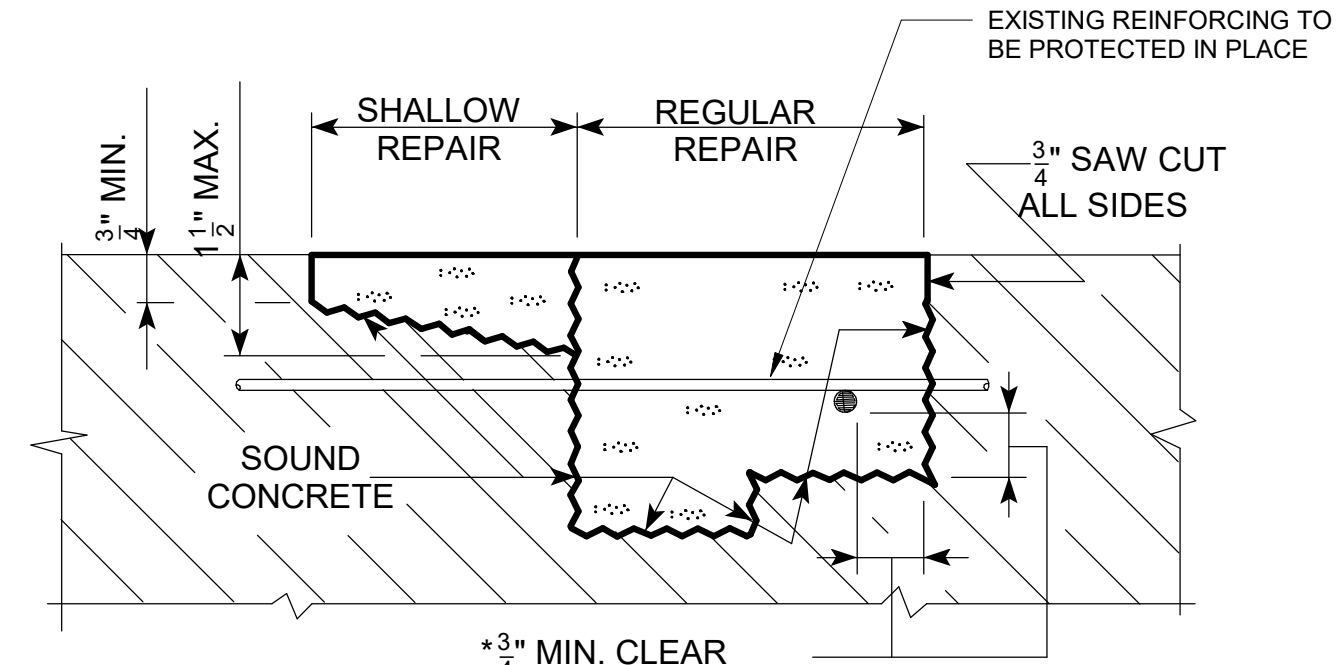 EXISTING REINFORCING TO
BE PROTECTED IN PLACE
SHALLOW
REPAIR
REGULAR
REPAIR
3/4" MIN.
1 1/2" MAX.
3/4" SAW CUT
ALL SIDES
SOUND
CONCRETE
*3/4" MIN. CLEAR